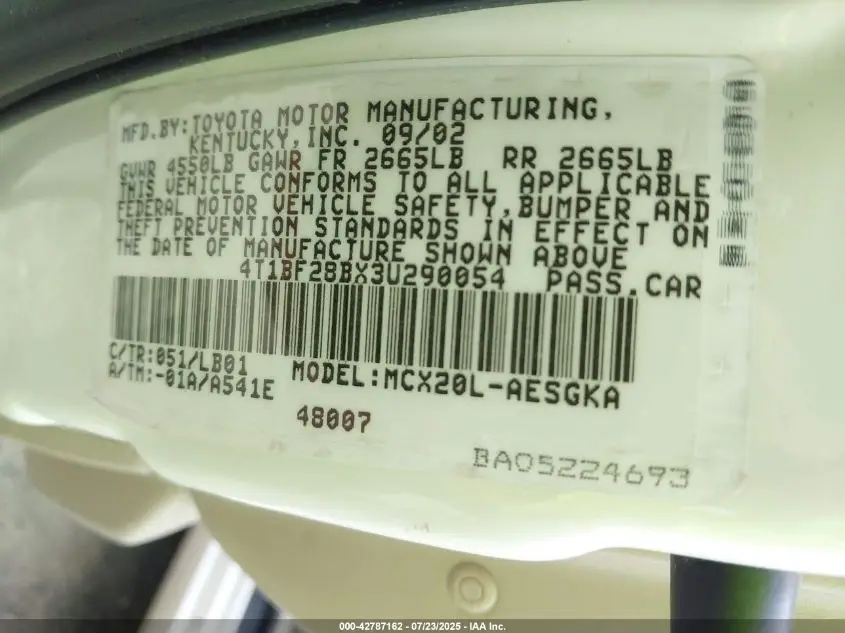 MFD.BY:TOYOTA MOTOR MANUFACTURING,
KENTUCKY,INC. 09/02
GVWR 4550LB GAWR FR 2665LB RR 2665LB
THIS VEHICLE CONFORMS TO ALL APPLICABLE
FEDERAL MOTOR VEHICLE SAFETY,BUMPER AND
THEFT PREVENTION STANDARDS IN EFFECT ON
THE DATE OF MANUFACTURE SHOWN ABOVE
4T1BF28BX3U290054 PASS.CAR
C/TR:051/LB01
A/TM:-01A/A541E
MODEL:MCX20L-AESGKA
48007
BA05224693
000-42787162 - 07/23/2025 - IAA Inc.